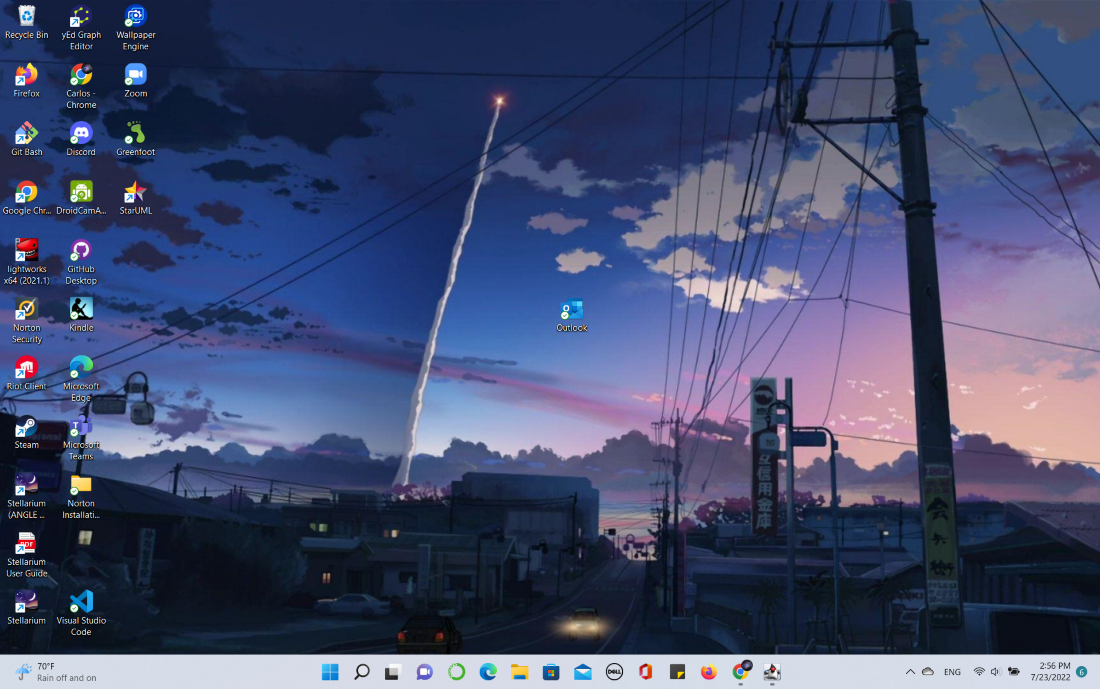 Recycle Bin
yEd Graph
Editor
Wallpaper
Engine
Firefox
Carlos -
Chrome
Zoom
Git Bash
Discord
Greenfoot
Google Chr...
DroidCamA...
StarUML
lightworks
x64 (2021.1)
GitHub
Desktop
Norton
Security
Kindle
Outlook
Riot Client
Microsoft
Edge
Steam
Microsoft
Teams
Stellarium
(ANGLE ...
Norton
Installati...
Stellarium
User Guide
Stellarium
Visual Studio
Code
信用金庫
70°F
Rain off and on
DELL
ENG
2:56 PM
7/23/2022
6